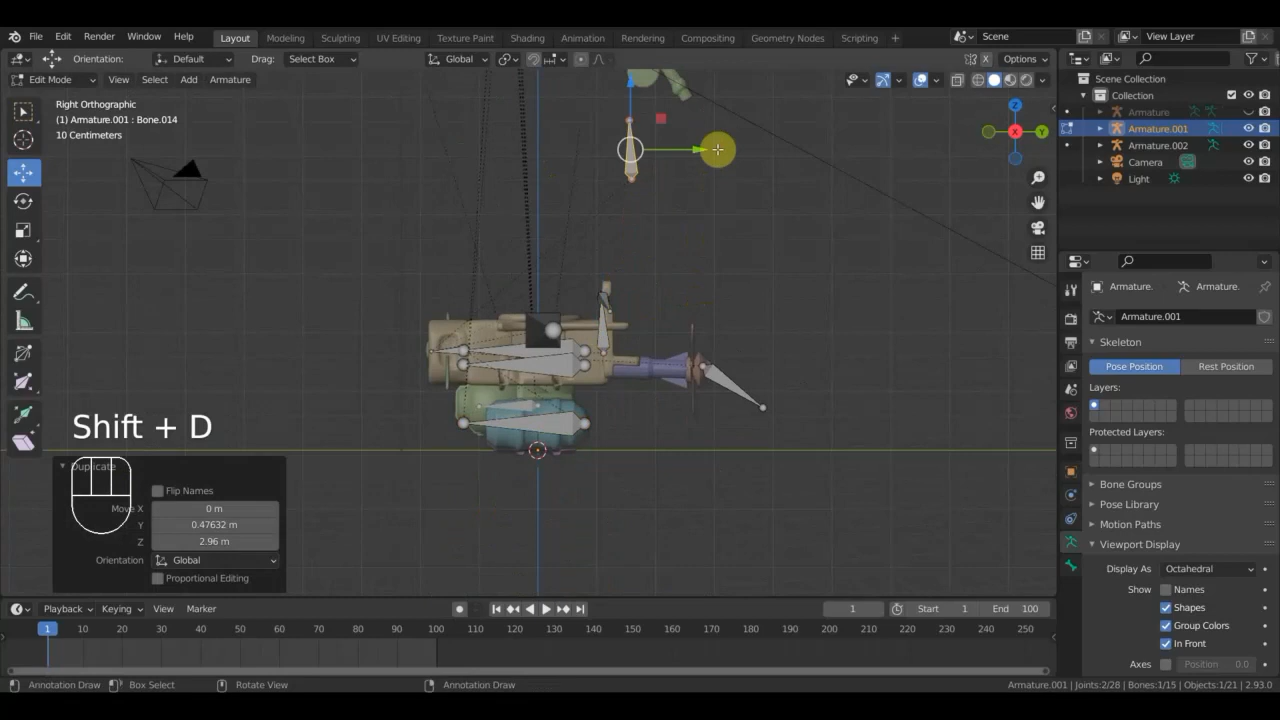 File Edit Render Window Help Layout Modeling Sculpting UV Editing Texture Paint Shading Animation Rendering Compositing Geometry Nodes Scripting + Scene View Layer
Orientation: Default Drag: Select Box Global X Options
Edit Mode View Select Add Armature
Right Orthographic
(1) Armature.001 : Bone.014
10 Centimeters
Z
Y
X
Scene Collection
Collection
Armature
Armature.001
Armature.002
Camera
Light
Armature. Armature.
Armature.001
Skeleton
Pose Position Rest Position
Layers:
Protected Layers:
Bone Groups
Pose Library
Motion Paths
Viewport Display
Display As Octahedral
Show Names
Shapes
Group Colors
In Front
Axes Position 0.0
Shift + D
Duplicate
Flip Names
Move X 0 m
Y 0.47632 m
Z 2.96 m
Orientation Global
Proportional Editing
Playback Keying View Marker 1 Start 1 End 100
1 10 20 30 40 50 60 70 80 90 100 110 120 130 140 150 160 170 180 190 200 210 220 230 240 250
Annotation Draw Box Select Rotate View Annotation Draw Armature.001 | Joints:2/28 | Bones:1/15 | Objects:1/21 | 2.93.0